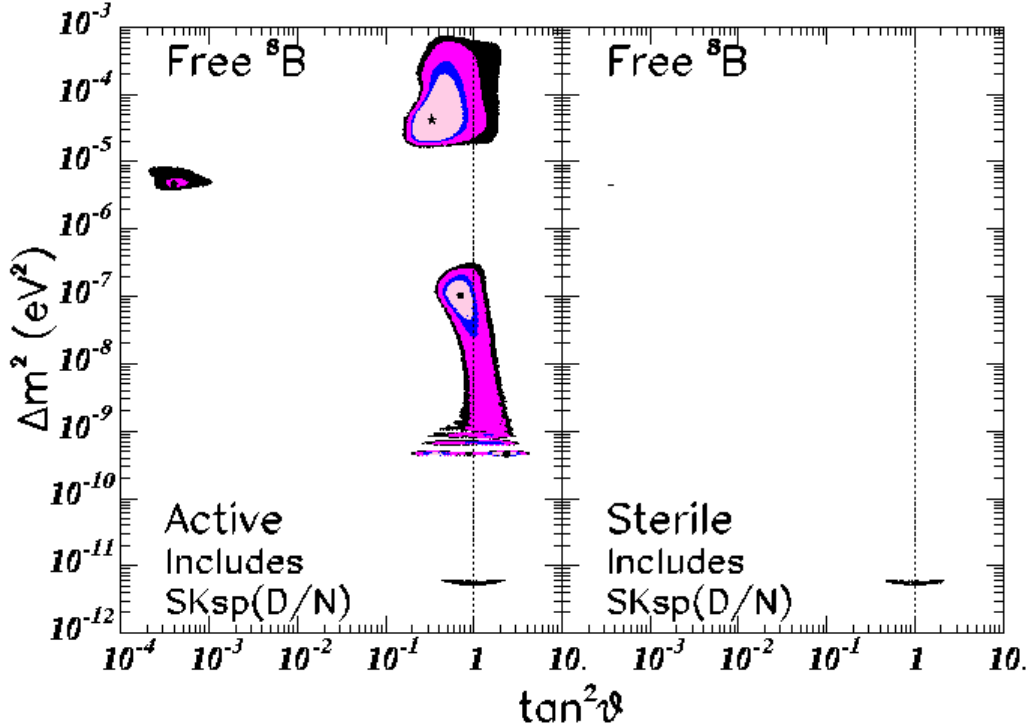 Free ⁸B
Free ⁸B
10⁻³
10⁻⁴
10⁻⁵
10⁻⁶
10⁻⁷
10⁻⁸
10⁻⁹
10⁻¹⁰
10⁻¹¹
10⁻¹²
Δm² (eV²)
Active
Includes
SKsp(D/N)
Sterile
Includes
SKsp(D/N)
10⁻⁴ 10⁻³ 10⁻² 10⁻¹ 1 10. 10⁻³ 10⁻² 10⁻¹ 1 10.
tan²ϑ